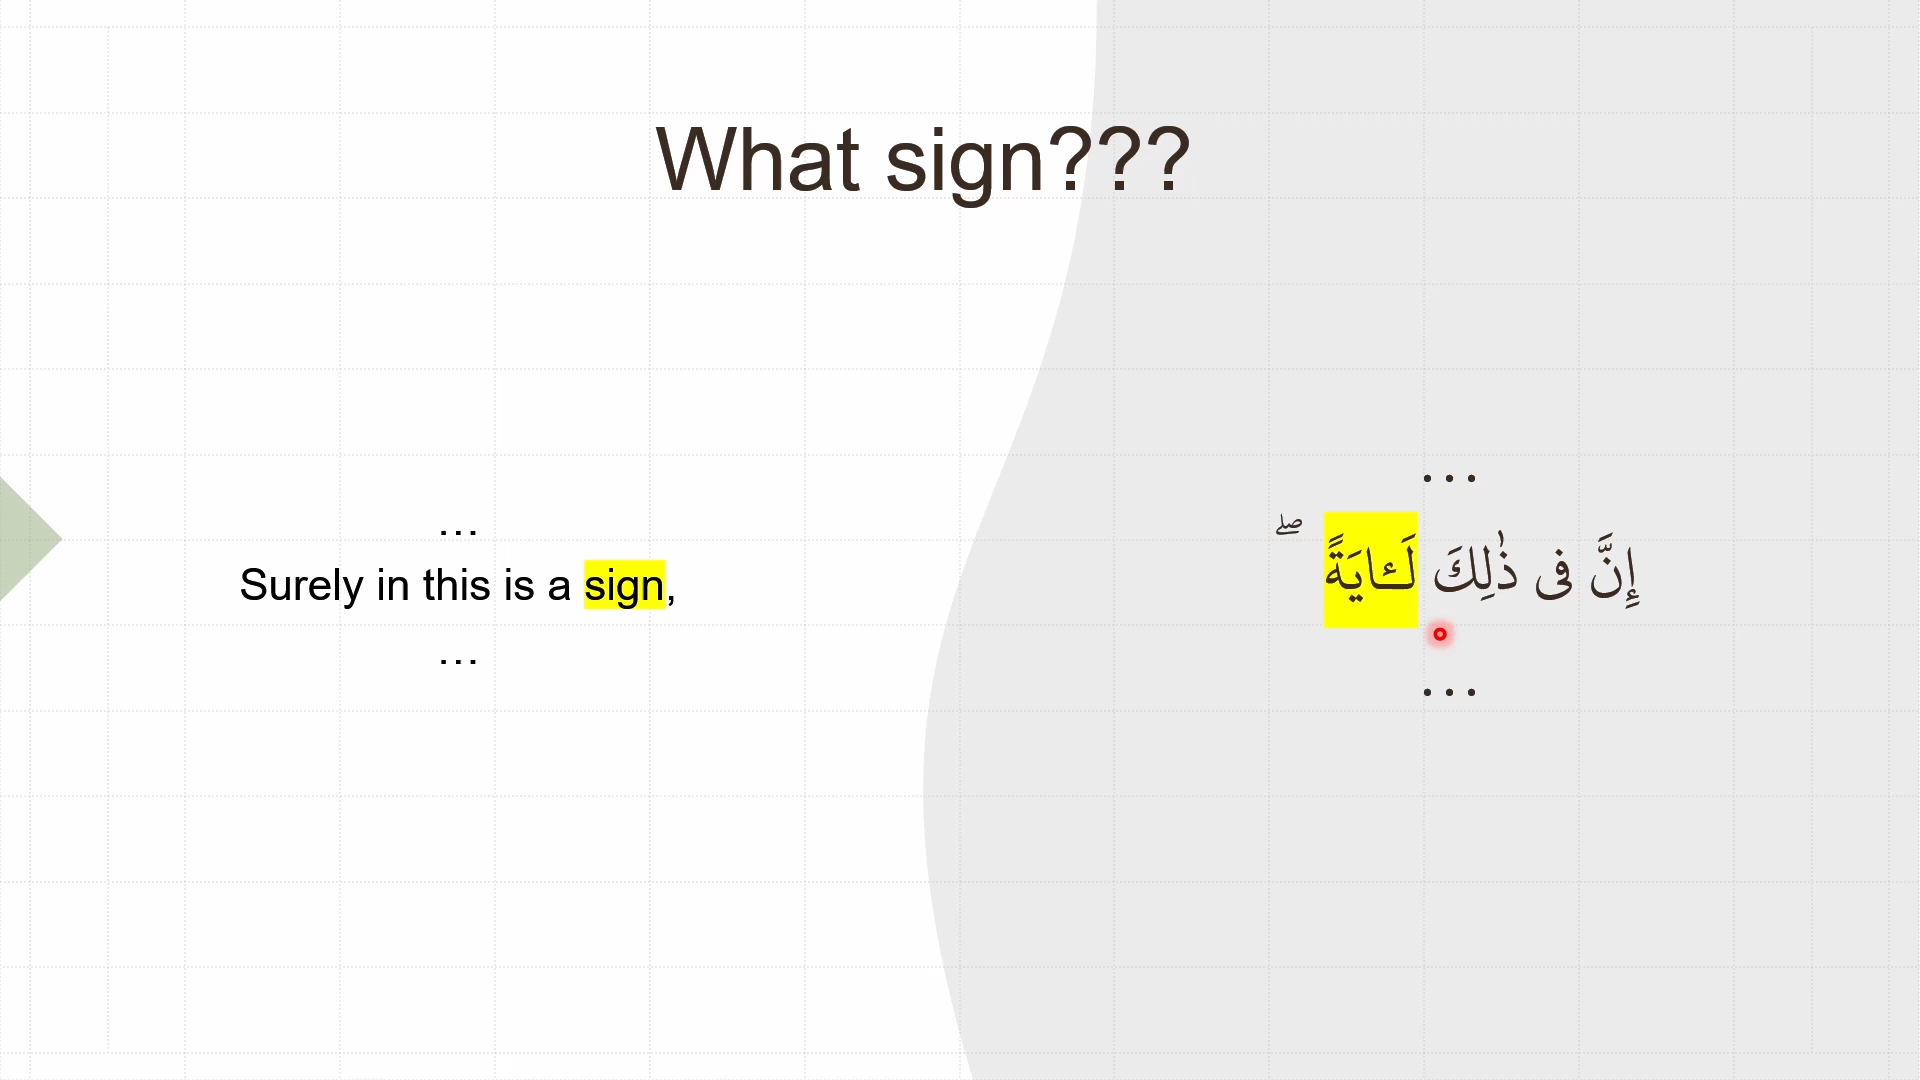 What sign???
...
Surely in this is a sign,
...
...
إِنَّ فِى ذَٰلِكَ لَـَٔايَةًۭ ۖ
...